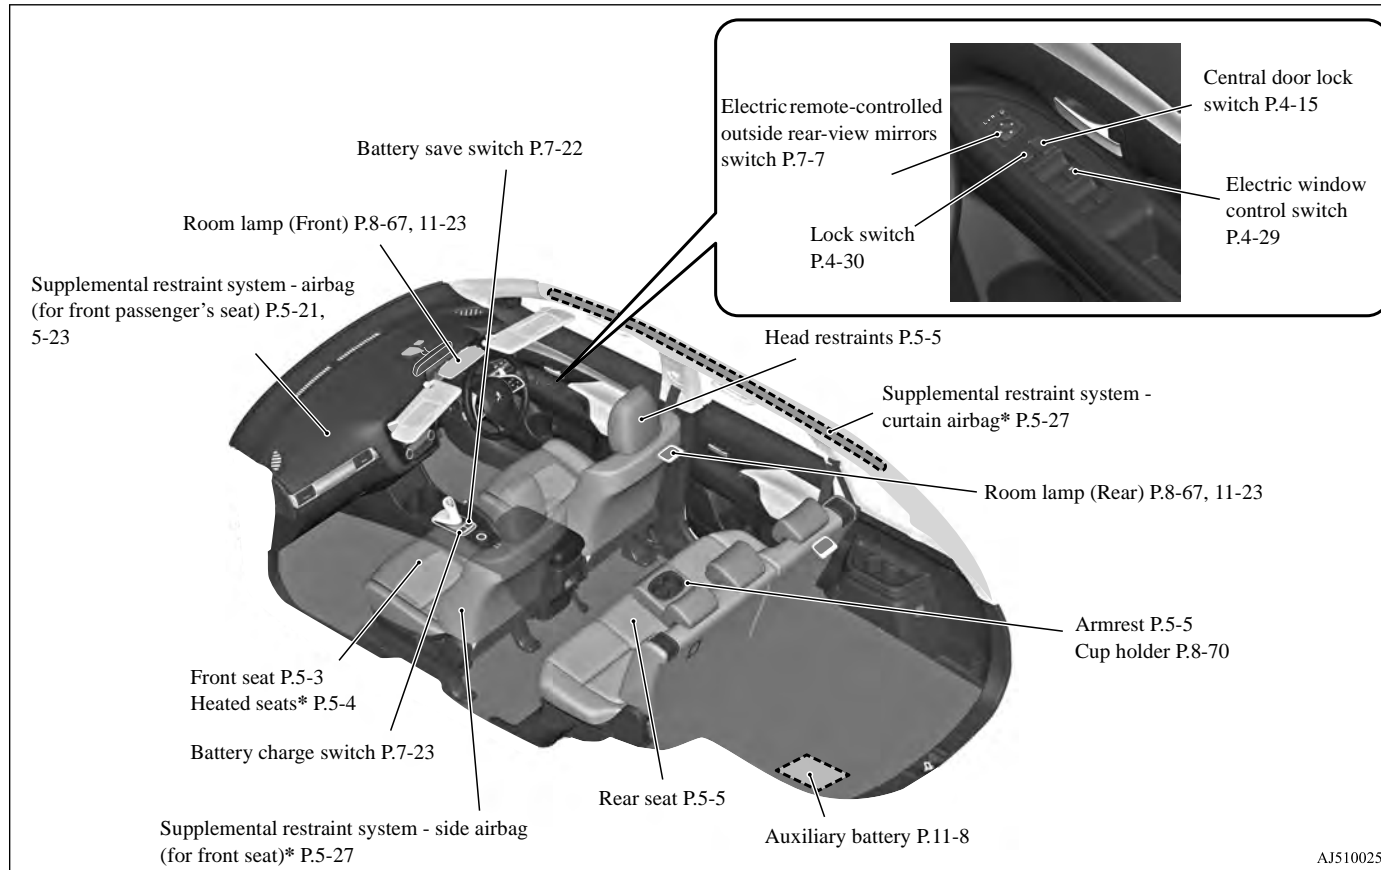 Central door lock
switch P.4-15
Electric remote-controlled
outside rear-view mirrors
switch P.7-7
Battery save switch P.7-22
Electric window
control switch
P.4-29
Room lamp (Front) P.8-67, 11-23
Lock switch
P.4-30
Supplemental restraint system - airbag
(for front passenger’s seat) P.5-21,
5-23
Head restraints P.5-5
Supplemental restraint system -
curtain airbag* P.5-27
Room lamp (Rear) P.8-67, 11-23
Armrest P.5-5
Cup holder P.8-70
Front seat P.5-3
Heated seats* P.5-4
Battery charge switch P.7-23
Rear seat P.5-5
Supplemental restraint system - side airbag
(for front seat)* P.5-27
Auxiliary battery P.11-8
AJ510025